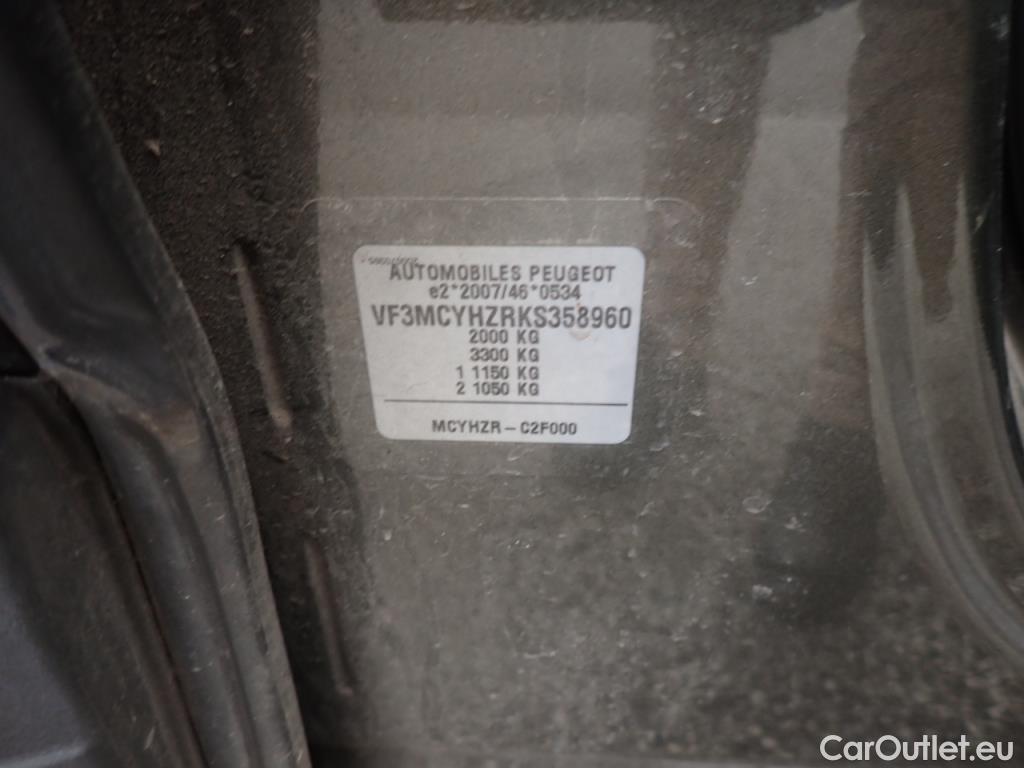 AUTOMOBILES PEUGEOT
e2*2007/46*0534
VF3MCYHZRKS358960
2000 KG
3300 KG
1 1150 KG
2 1050 KG
MCYHZR-C2F000
CarOutlet.eu